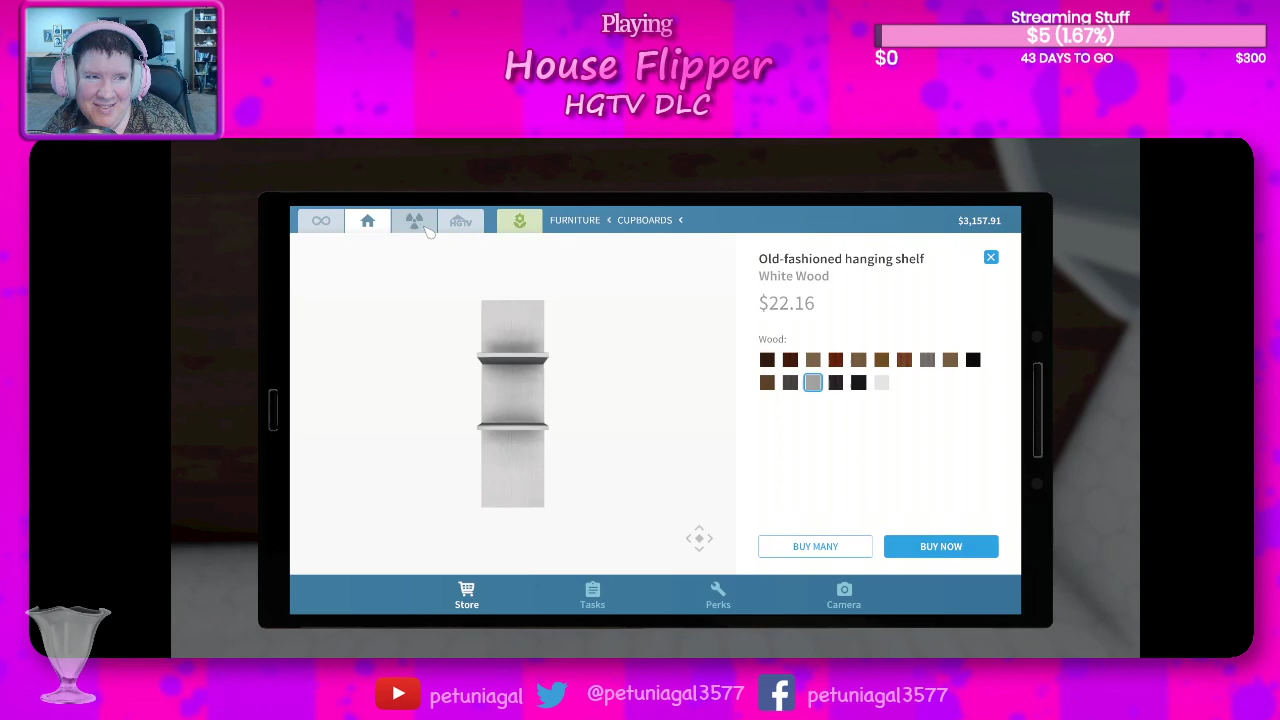 Playing
House Flipper
HGTV DLC
Streaming Stuff
$5 (1.67%)
$0
43 DAYS TO GO
$300
HGTV
FURNITURE < CUPBOARDS <
$3,157.91
Old-fashioned hanging shelf
White Wood
$22.16
Wood:
BUY MANY
BUY NOW
Store
Tasks
Perks
Camera
petuniagal
@petuniagal3577
petuniagal3577